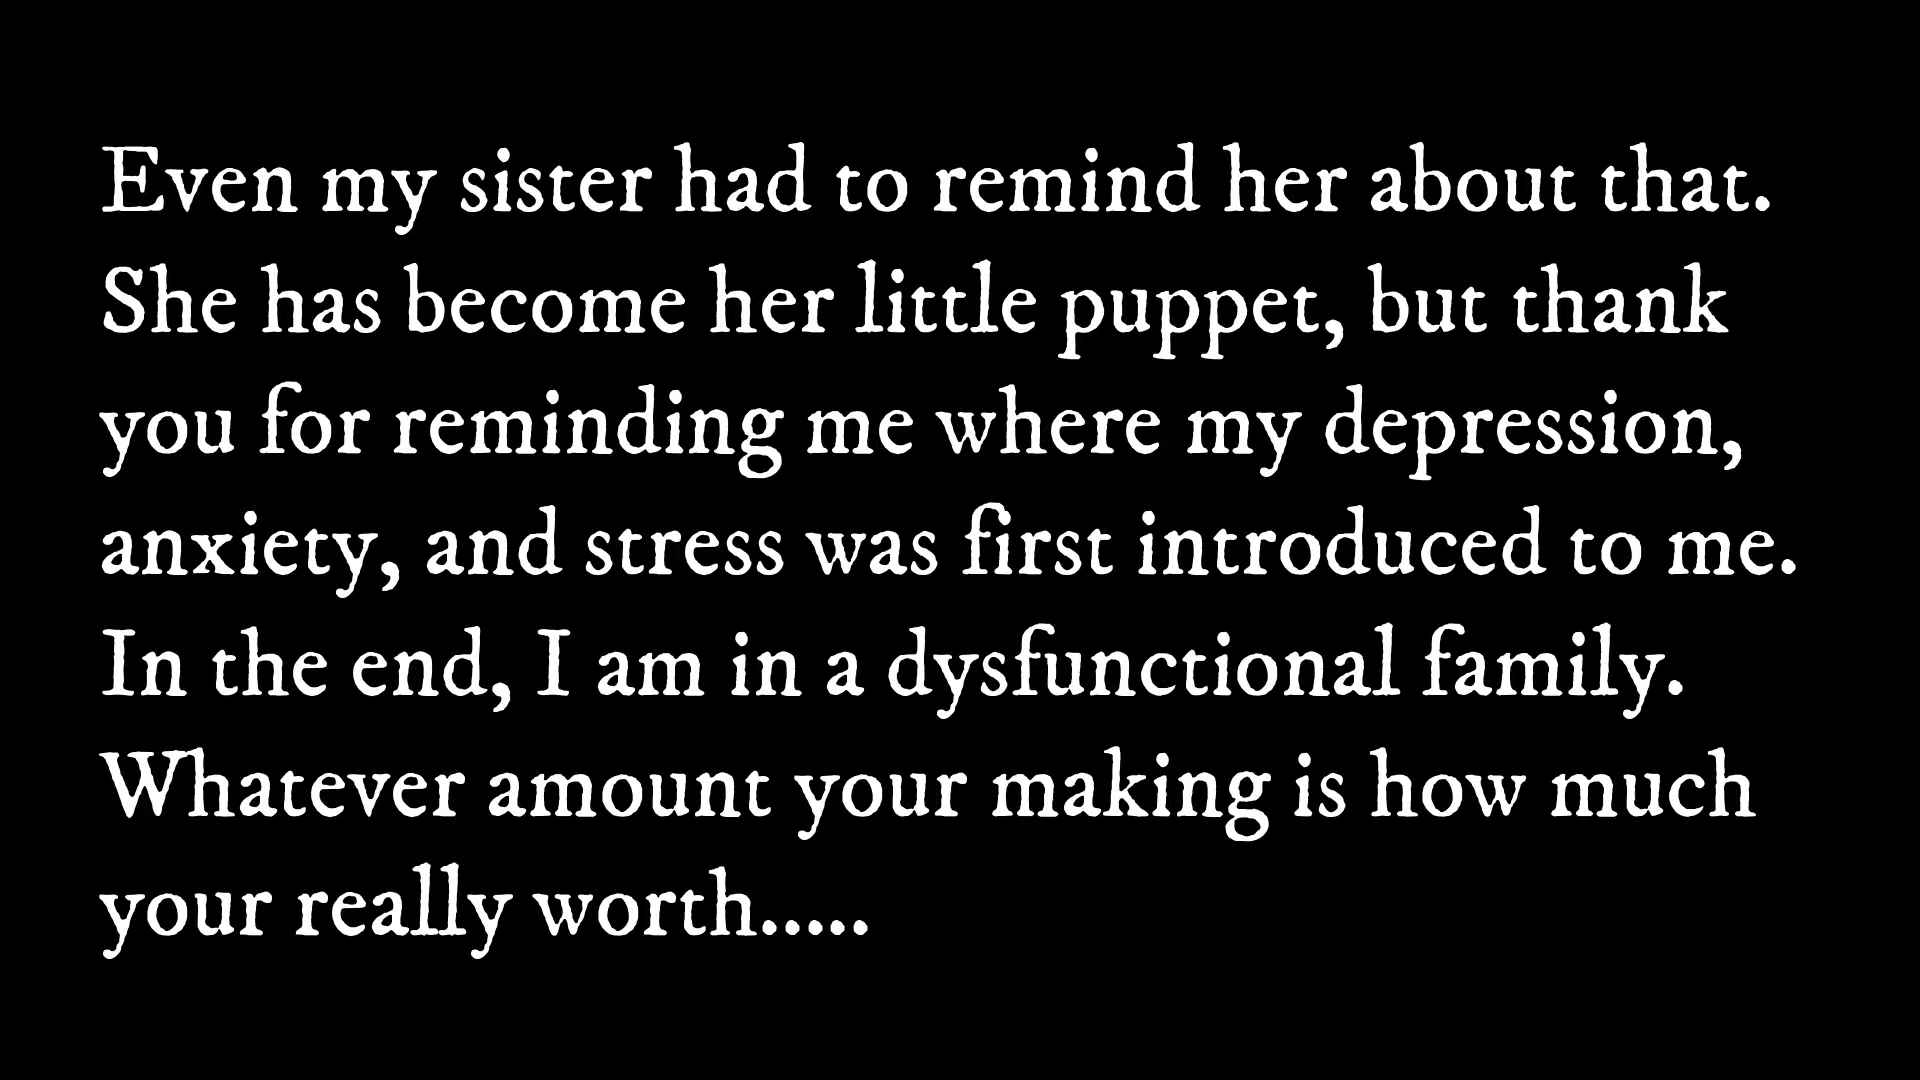 Even my sister had to remind her about that.
She has become her little puppet, but thank
you for reminding me where my depression,
anxiety, and stress was first introduced to me.
In the end, I am in a dysfunctional family.
Whatever amount your making is how much
your really worth.....